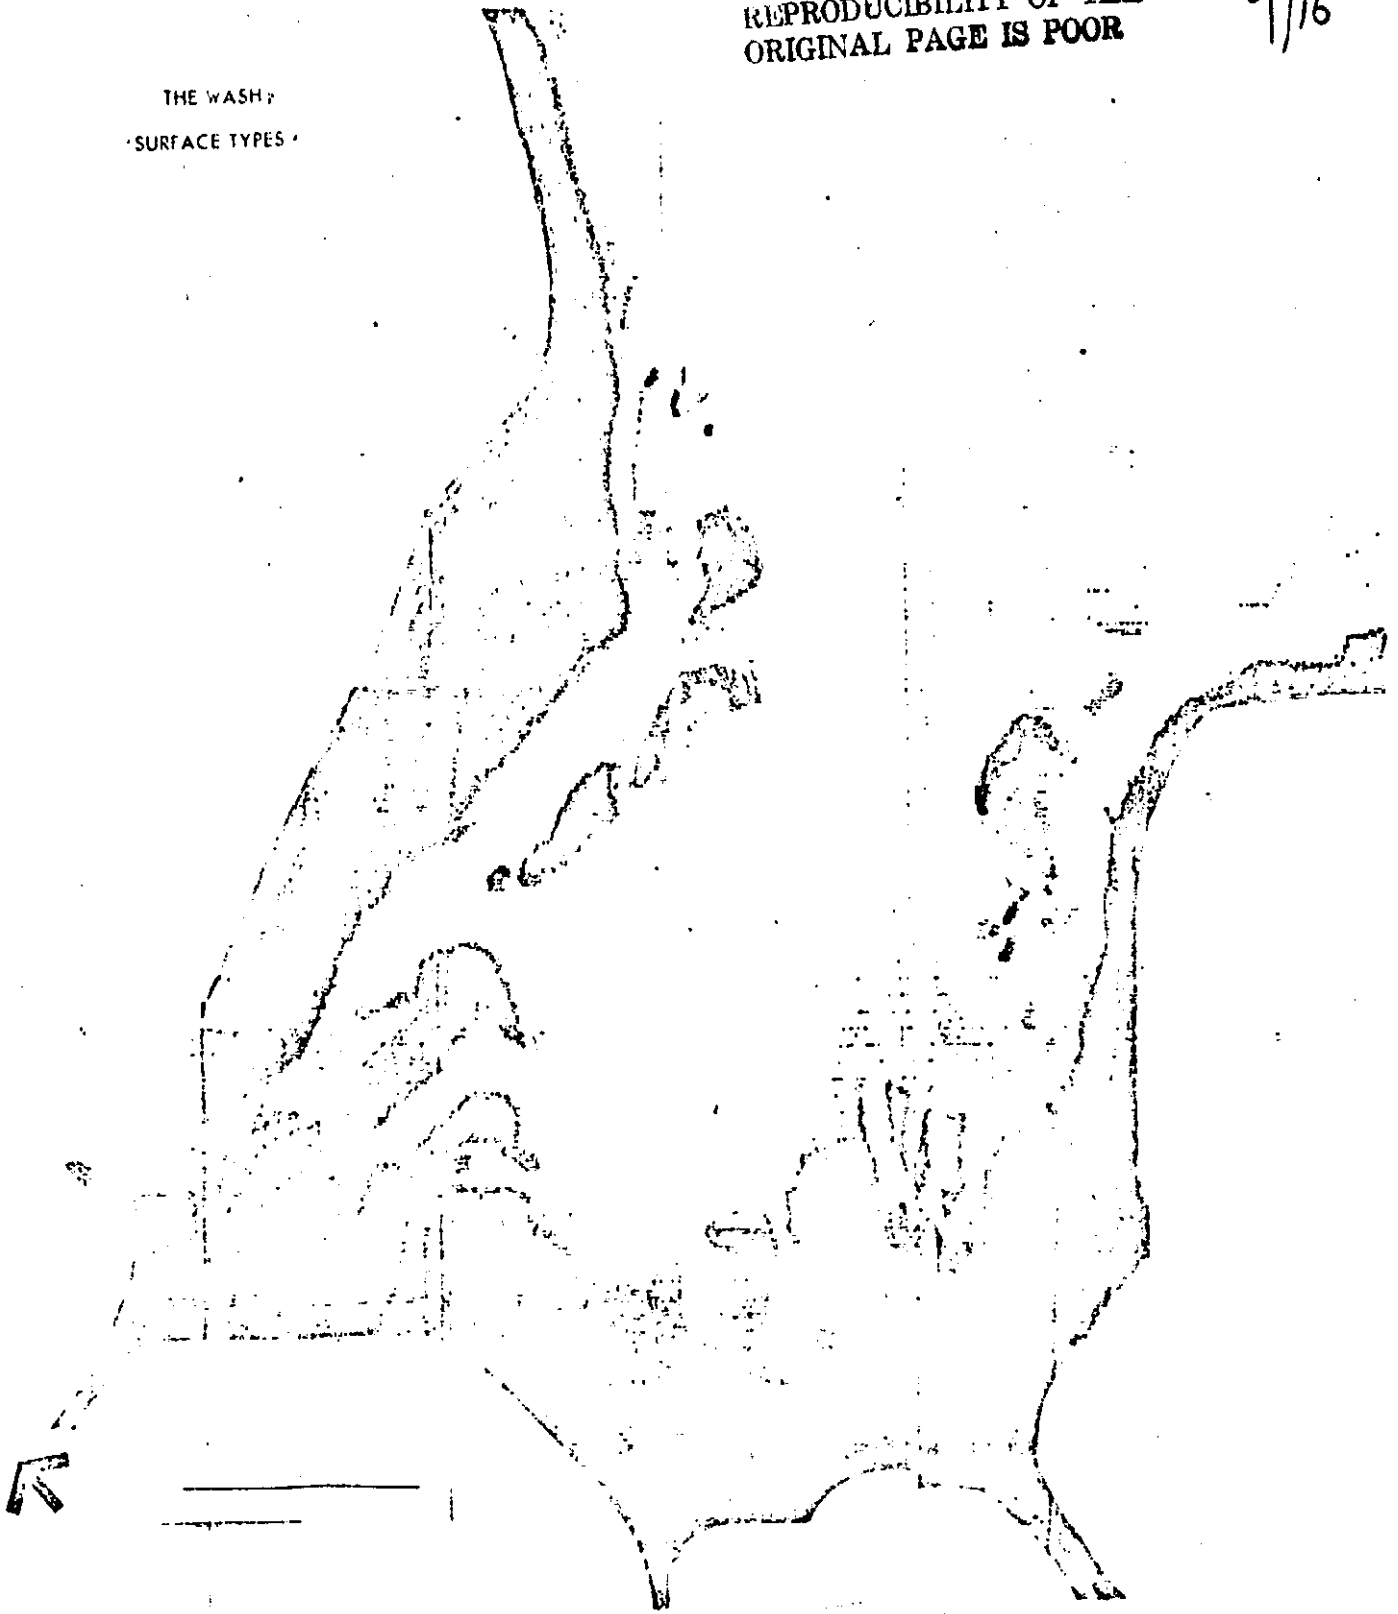 REPRODUCIBILITY OF THE
ORIGINAL PAGE IS POOR
THE WASH
SURFACE TYPES